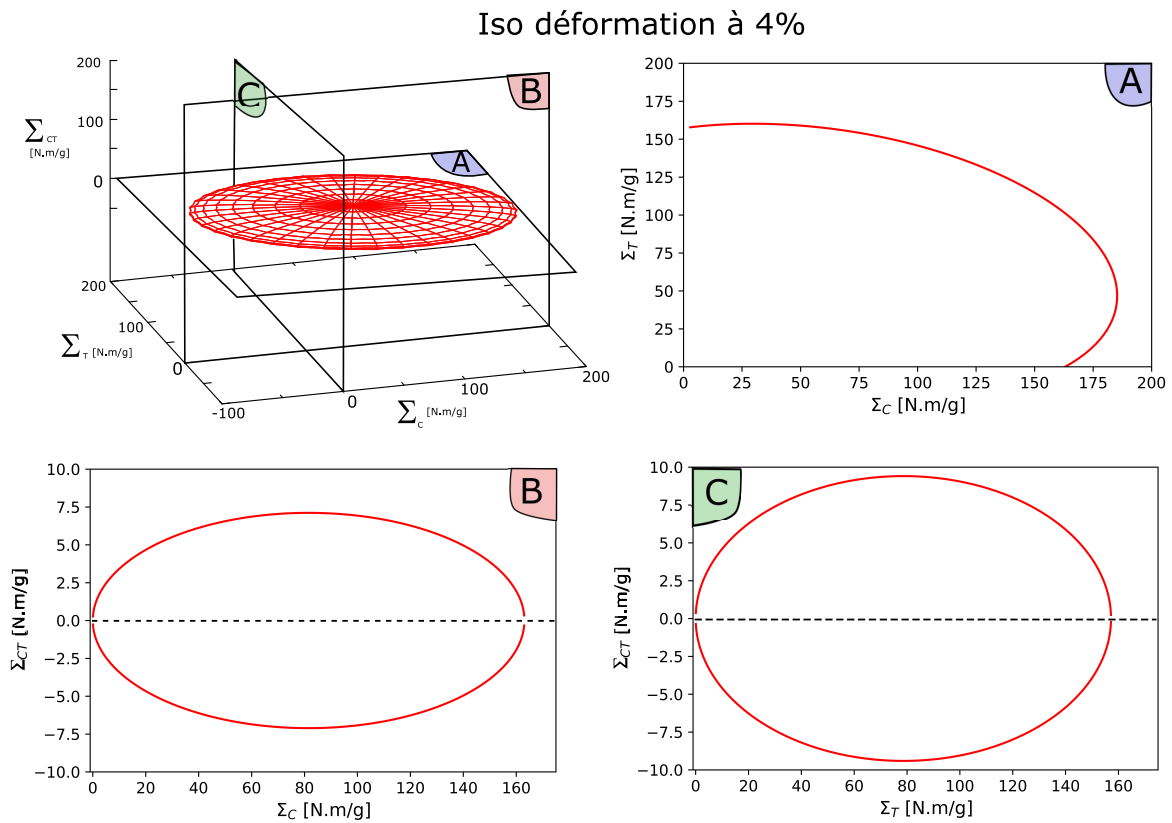 Iso déformation à 4%
200
100
0
Σ CT
[N.m/g]
200
100
0
-100
Σ T [N.m/g]
0
100
200
Σ C [N.m/g]
C
B
A
200
175
150
125
100
75
50
25
0
Σ_T [N.m/g]
A
0 25 50 75 100 125 150 175 200
Σ_C [N.m/g]
10.0
7.5
5.0
2.5
0.0
−2.5
−5.0
−7.5
−10.0
Σ_CT [N.m/g]
B
0 20 40 60 80 100 120 140 160
Σ_C [N.m/g]
10.0
7.5
5.0
2.5
0.0
−2.5
−5.0
−7.5
−10.0
Σ_CT [N.m/g]
C
0 20 40 60 80 100 120 140 160
Σ_T [N.m/g]